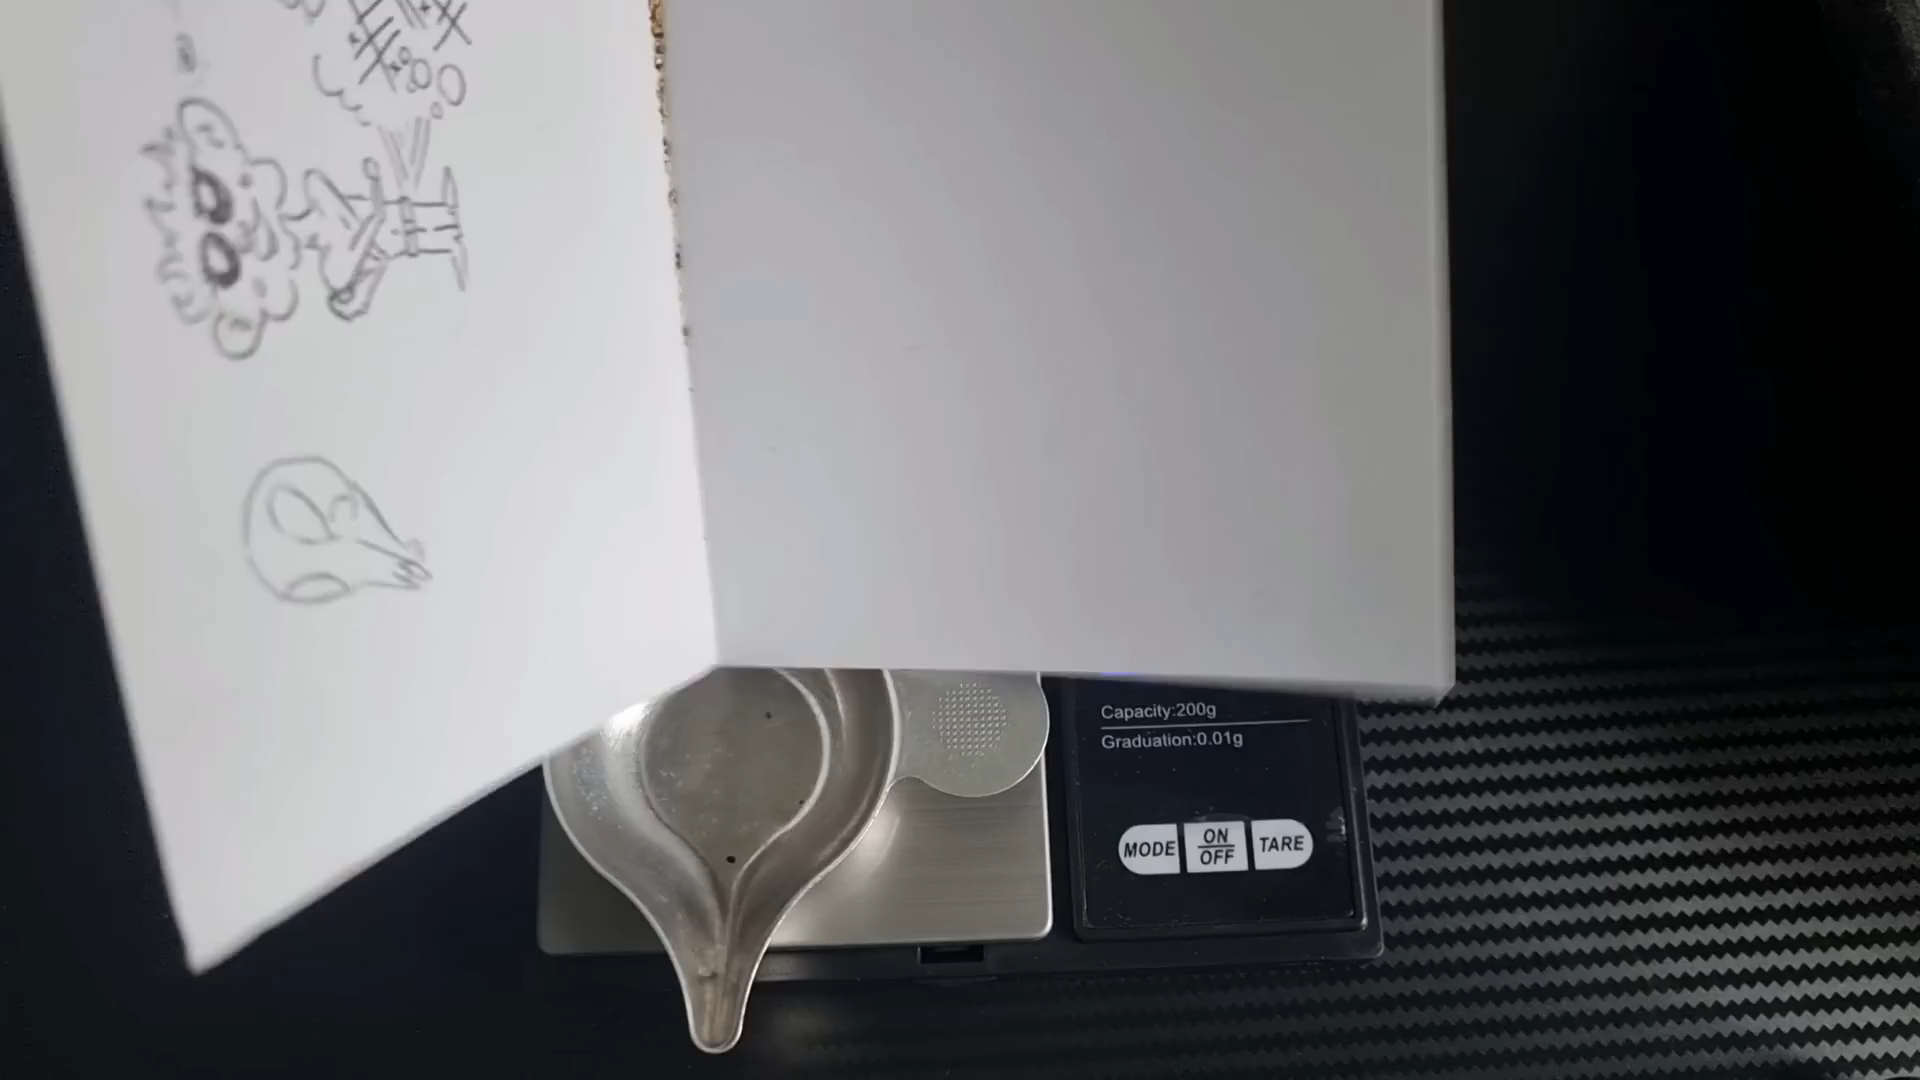 Capacity:200g
Graduation:0.01g
MODE
ON
OFF
TARE